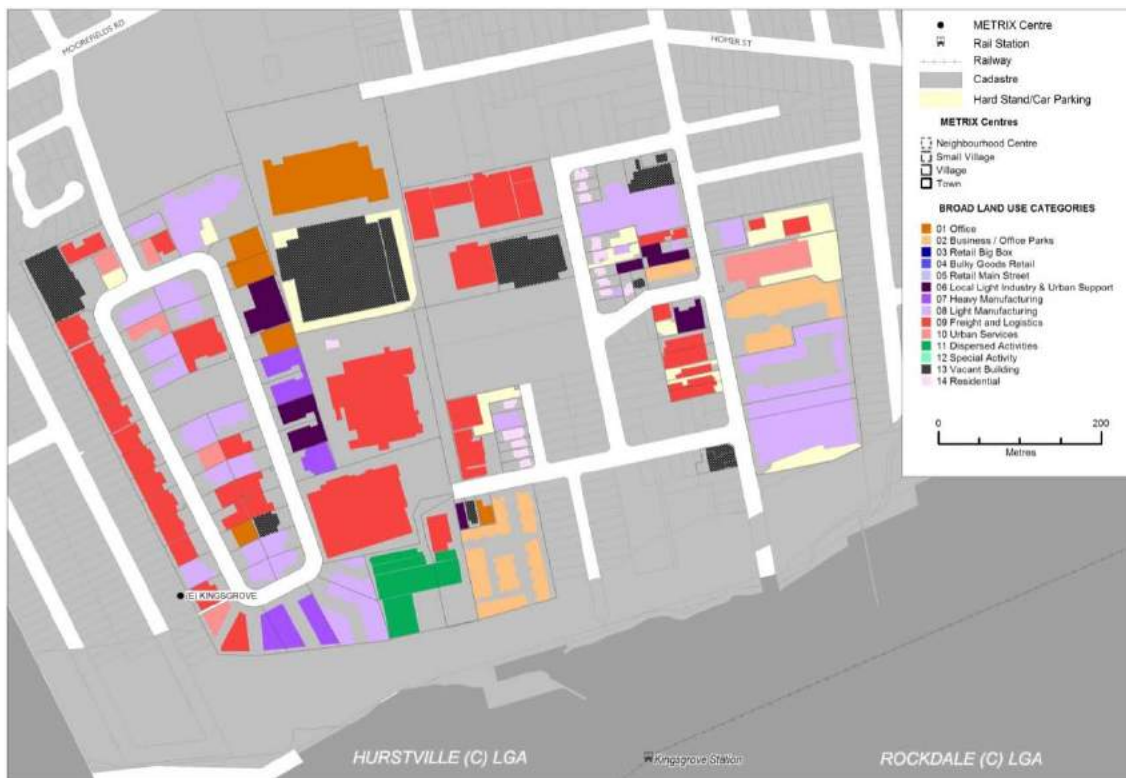 MOOREFIELDS RD
HOMER ST
METRIX Centre
Rail Station
Railway
Cadastre
Hard Stand/Car Parking
METRIX Centres
Neighbourhood Centre
Small Village
Village
Town
BROAD LAND USE CATEGORIES
01 Office
02 Business / Office Parks
03 Retail Big Box
04 Bulky Goods Retail
05 Retail Main Street
06 Local Light Industry & Urban Support
07 Heavy Manufacturing
08 Light Manufacturing
09 Freight and Logistics
10 Urban Services
11 Dispersed Activities
12 Special Activity
13 Vacant Building
14 Residential
0 200
Metres
(E) KINGSGROVE
HURSTVILLE (C) LGA
Kingsgrove Station
ROCKDALE (C) LGA